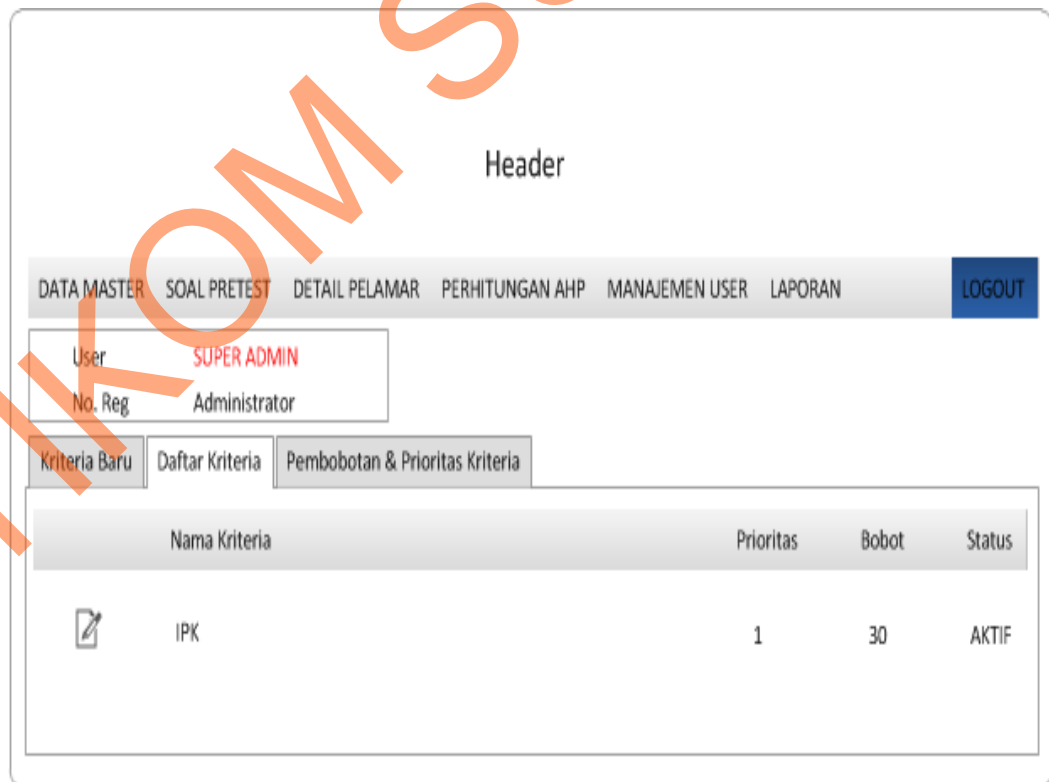 Header
DATA MASTER SOAL PRETEST DETAIL PELAMAR PERHITUNGAN AHP MANAJEMEN USER LAPORAN LOGOUT
User SUPER ADMIN
No. Reg Administrator
Kriteria Baru Daftar Kriteria Pembobotan & Prioritas Kriteria
Nama Kriteria Prioritas Bobot Status
IPK 1 30 AKTIF
IKOM S